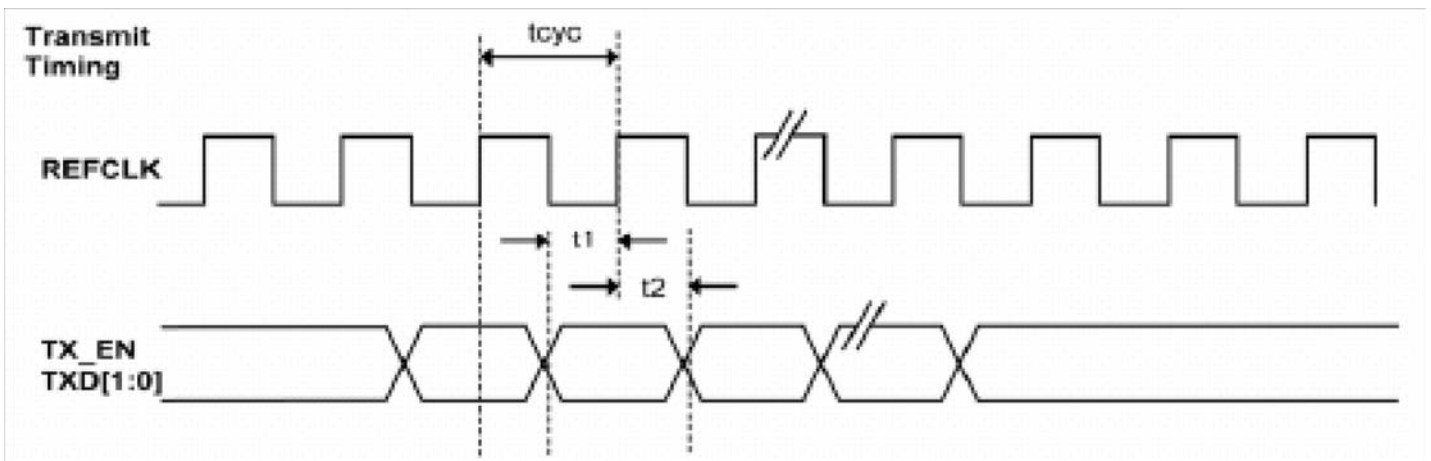 Transmit
Timing
tcyc
REFCLK
t1
t2
TX_EN
TXD[1:0]